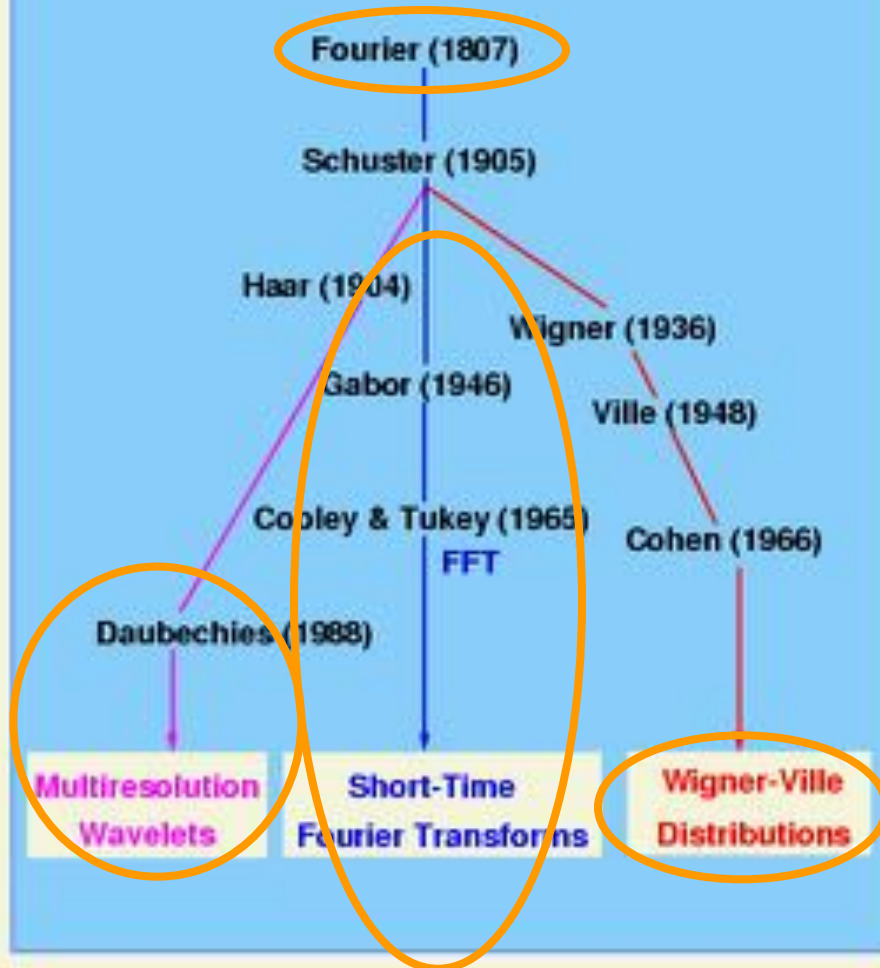 Fourier (1807)
Schuster (1905)
Haar (1904)
Wigner (1936)
Gabor (1946)
Ville (1948)
Cooley & Tukey (1965)
FFT
Cohen (1966)
Daubechies (1988)
Multiresolution
Wavelets
Short-Time
Fourier Transforms
Wigner-Ville
Distributions